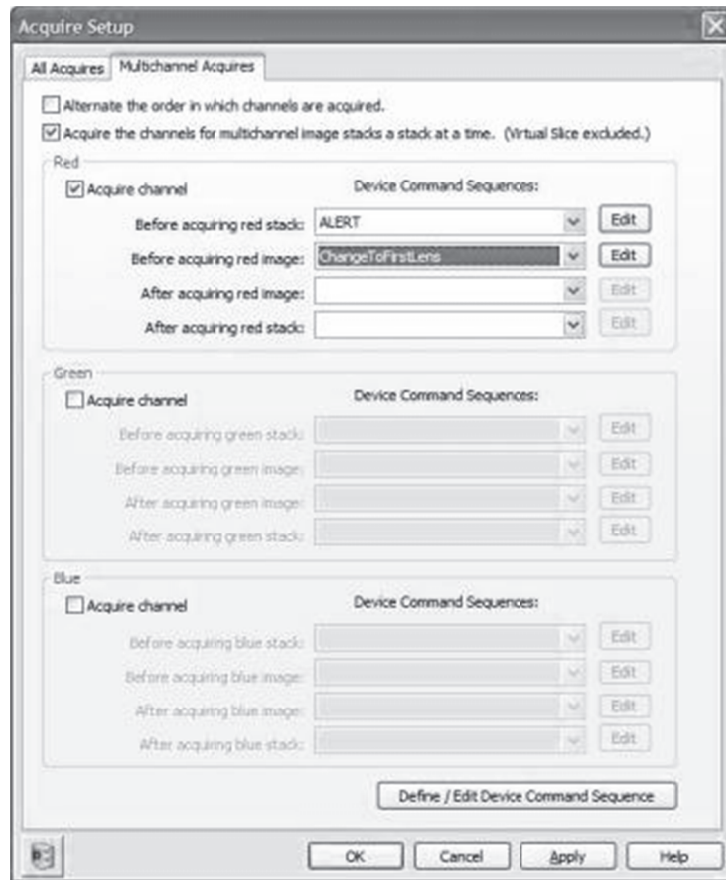 Acquire Setup
All Acquires
Multichannel Acquires
Alternate the order in which channels are acquired.
Acquire the channels for multichannel image stacks a stack at a time. (Virtual Slice excluded.)
Red
Acquire channel
Device Command Sequences:
Before acquiring red stack: ALERT Edit
Before acquiring red image: ChangeToFirstLens Edit
After acquiring red image: Edit
After acquiring red stack: Edit
Green
Acquire channel
Device Command Sequences:
Before acquiring green stack: Edit
Before acquiring green image: Edit
After acquiring green image: Edit
After acquiring green stack: Edit
Blue
Acquire channel
Device Command Sequences:
Before acquiring blue stack: Edit
Before acquiring blue image: Edit
After acquiring blue image: Edit
After acquiring blue stack: Edit
Define / Edit Device Command Sequence
OK Cancel Apply Help